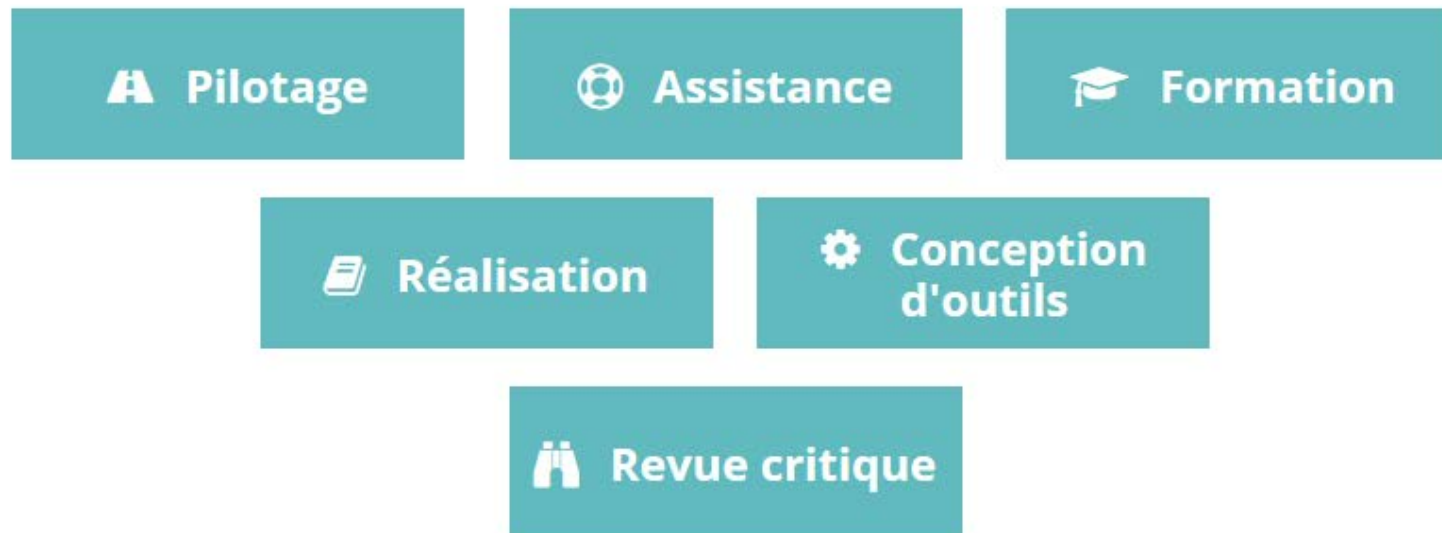 Pilotage
Assistance
Formation
Réalisation
Conception
d'outils
Revue critique